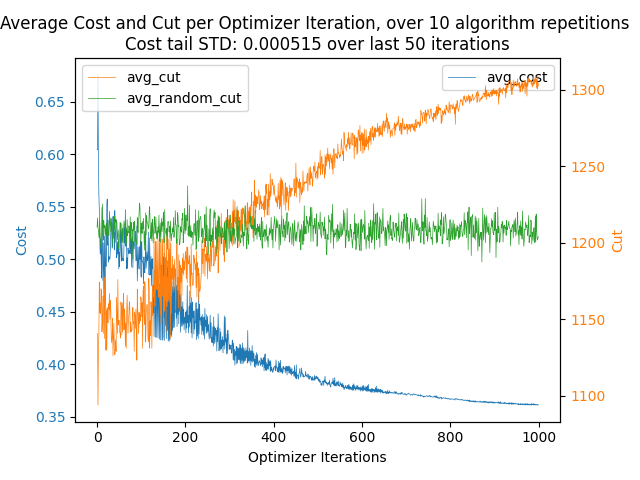 Average Cost and Cut per Optimizer Iteration, over 10 algorithm repetitions
Cost tail STD: 0.000515 over last 50 iterations
avg_cut
avg_random_cut
avg_cost
0.65
0.60
0.55
0.50
0.45
0.40
0.35
Cost
1300
1250
1200
1150
1100
Cut
0 200 400 600 800 1000
Optimizer Iterations